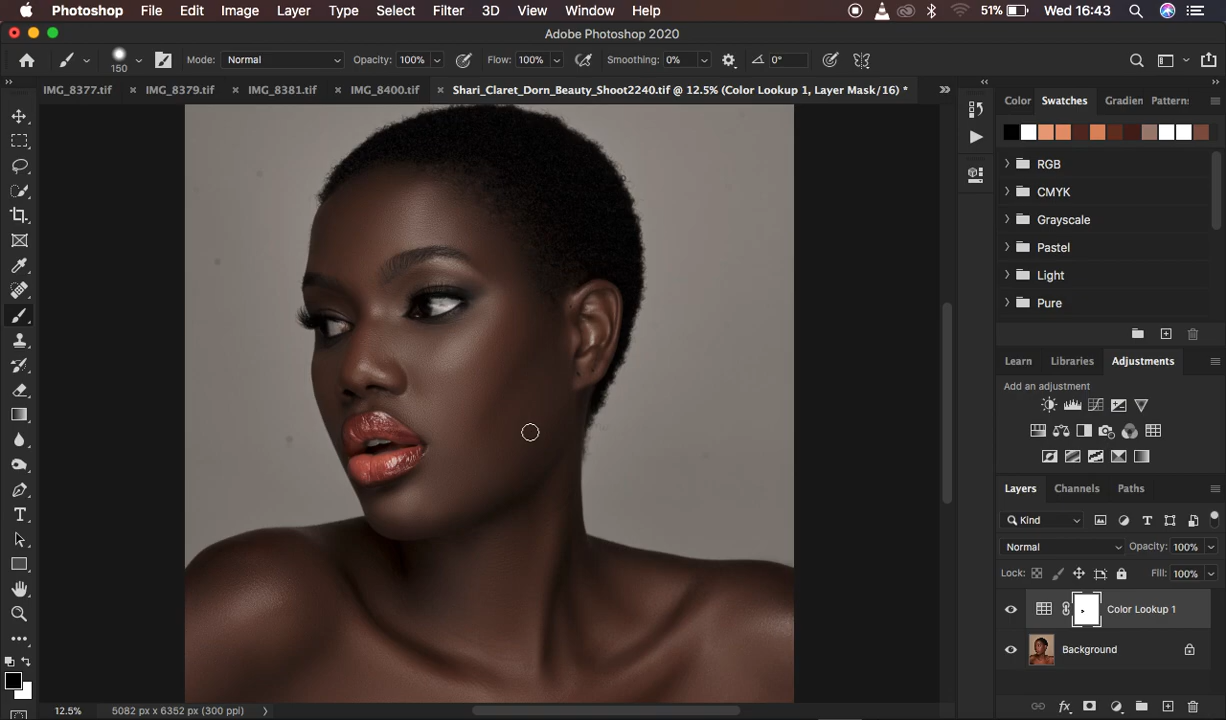 Photoshop File Edit Image Layer Type Select Filter 3D View Window Help 51% Wed 16:43
Adobe Photoshop 2020
150 Mode: Normal Opacity: 100% Flow: 100% Smoothing: 0% 0°
IMG_8377.tif IMG_8379.tif IMG_8381.tif IMG_8400.tif Shari_Claret_Dorn_Beauty_Shoot2240.tif @ 12.5% (Color Lookup 1, Layer Mask/16) *
Color Swatches Gradien Pattern:
RGB
CMYK
Grayscale
Pastel
Light
Pure
Learn Libraries Adjustments
Add an adjustment
Layers Channels Paths
Kind
Normal Opacity: 100%
Lock: Fill: 100%
Color Lookup 1
Background
12.5% 5082 px x 6352 px (300 ppi)